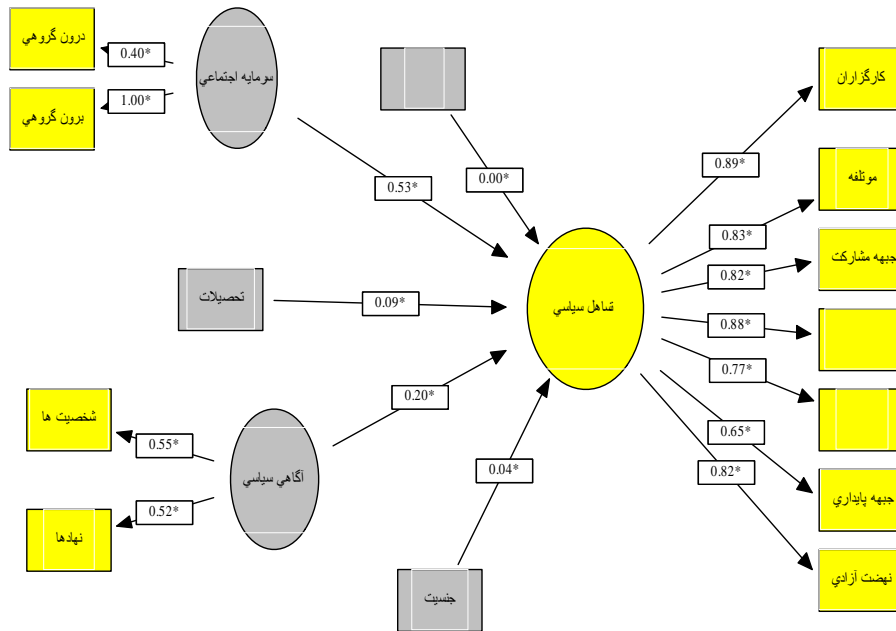 درون گروهي
0.40*
سرمايه اجتماعي
1.00*
برون گروهي
کارگزاران
0.89*
موتلفه
0.00*
0.53*
0.83*
جبهه مشارکت
0.82*
تحصيلات
0.09*
تساهل سياسي
0.88*
0.77*
0.20*
شخصيت ها
0.55*
0.65*
آگاهي سياسي
0.04*
0.82*
نهادها
0.52*
جبهه پايداري
جنسيت
نهضت آزادي